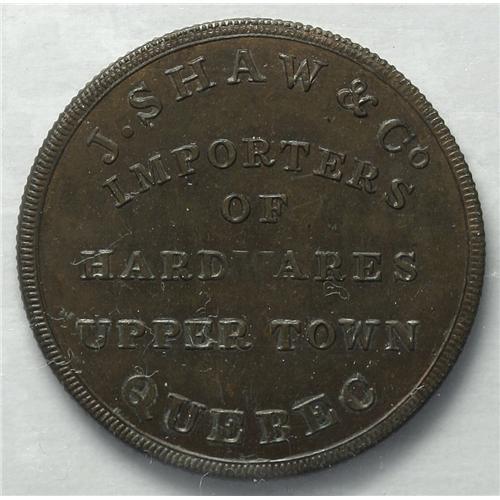 J. SHAW & Co
IMPORTERS
OF
HARDWARES
UPPER TOWN
QUEBEC